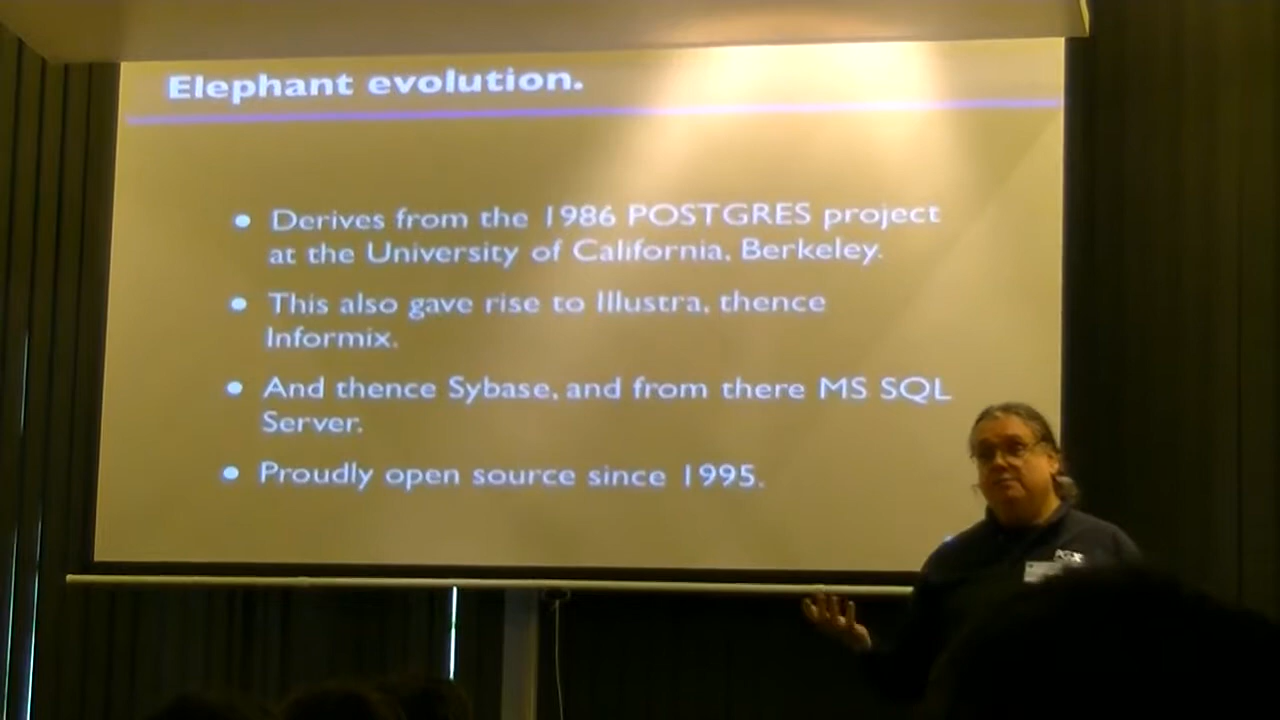 Elephant evolution.
• Derives from the 1986 POSTGRES project
at the University of California, Berkeley.
• This also gave rise to Illustra, thence
Informix.
• And thence Sybase, and from there MS SQL
Server.
• Proudly open source since 1995.